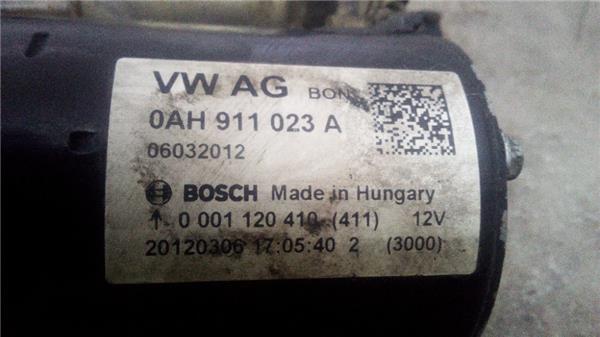 VW AG BON
0AH 911 023 A
06032012
BOSCH Made in Hungary
↑ 0 001 120 410 (411) 12V
20120306 17:05:40 2 (3000)